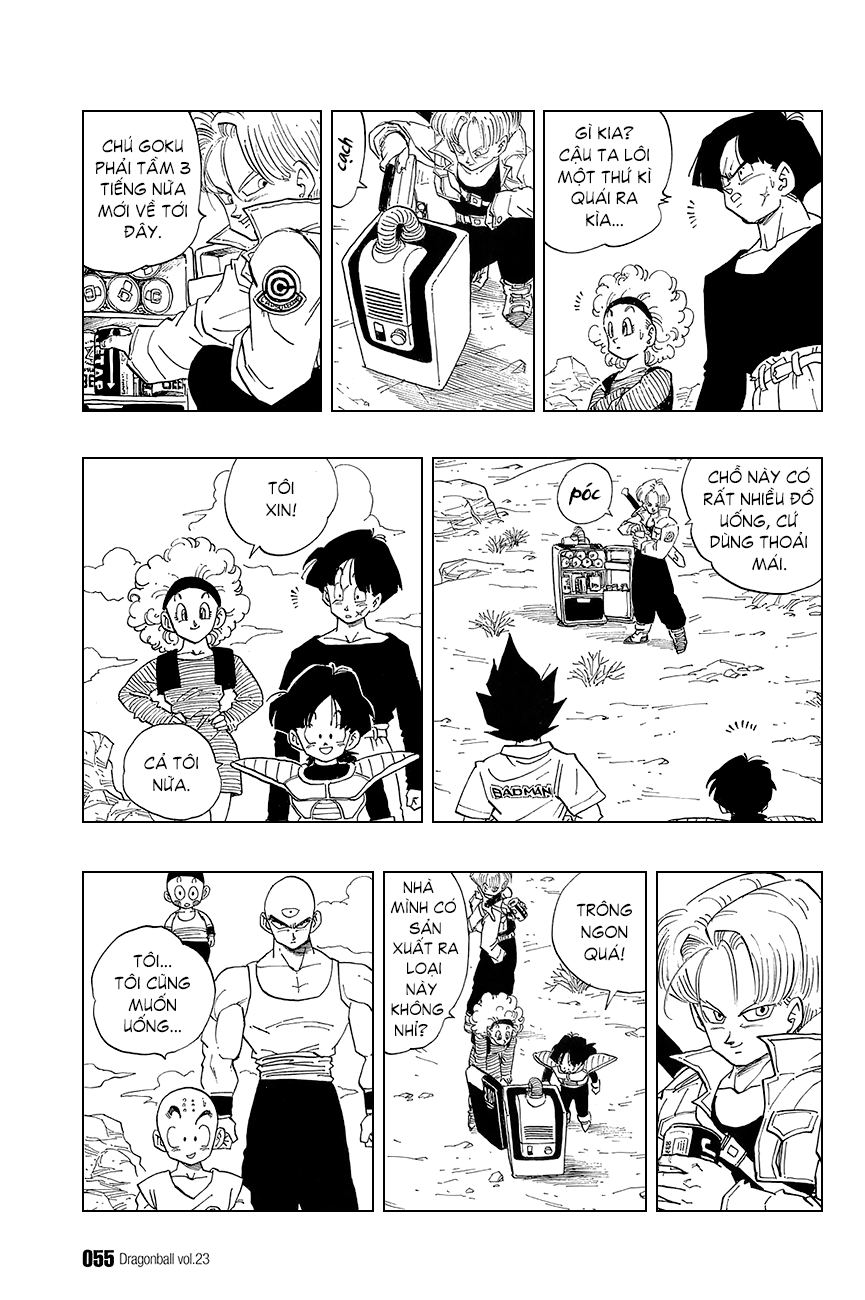 GÌ KIA?
CẬU TA LÔI
MỘT THỨ KÌ
QUÁI RA
KÌA...
CẠCH
CHÚ GOKU
PHẢI TẦM 3
TIẾNG NỮA
MỚI VỀ TỚI
ĐÂY.
CHỖ NÀY CÓ
RẤT NHIỀU ĐỒ
UỐNG, CỨ
DÙNG THOẢI
MÁI.
PÓC
BADMAN
TÔI
XIN!
CẢ TÔI
NỮA.
TRÔNG
NGON
QUÁ!
NHÀ
MÌNH CÓ
SẢN
XUẤT RA
LOẠI
NÀY
KHÔNG
NHỈ?
TÔI...
TÔI CŨNG
MUỐN
UỐNG...
055 Dragonball vol.23